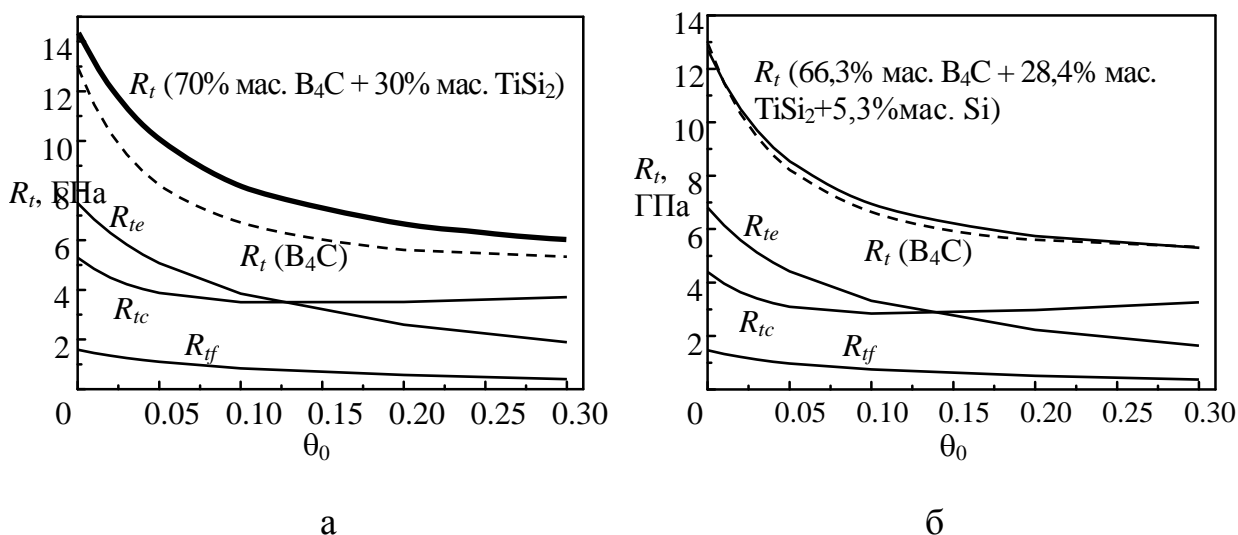 14
12
10
8
6
4
2
0
R_t, ГПа
R_t (70% мас. B₄C + 30% мас. TiSi₂)
R_te
R_t (B₄C)
R_tc
R_tf
0.05 0.10 0.15 0.20 0.25 0.30
θ₀
а
14
12
10
8
6
4
2
0
R_t,
ГПа
R_t (66,3% мас. B₄C + 28,4% мас.
TiSi₂+5,3%мас. Si)
R_te
R_t (B₄C)
R_tc
R_tf
0.05 0.10 0.15 0.20 0.25 0.30
θ₀
б